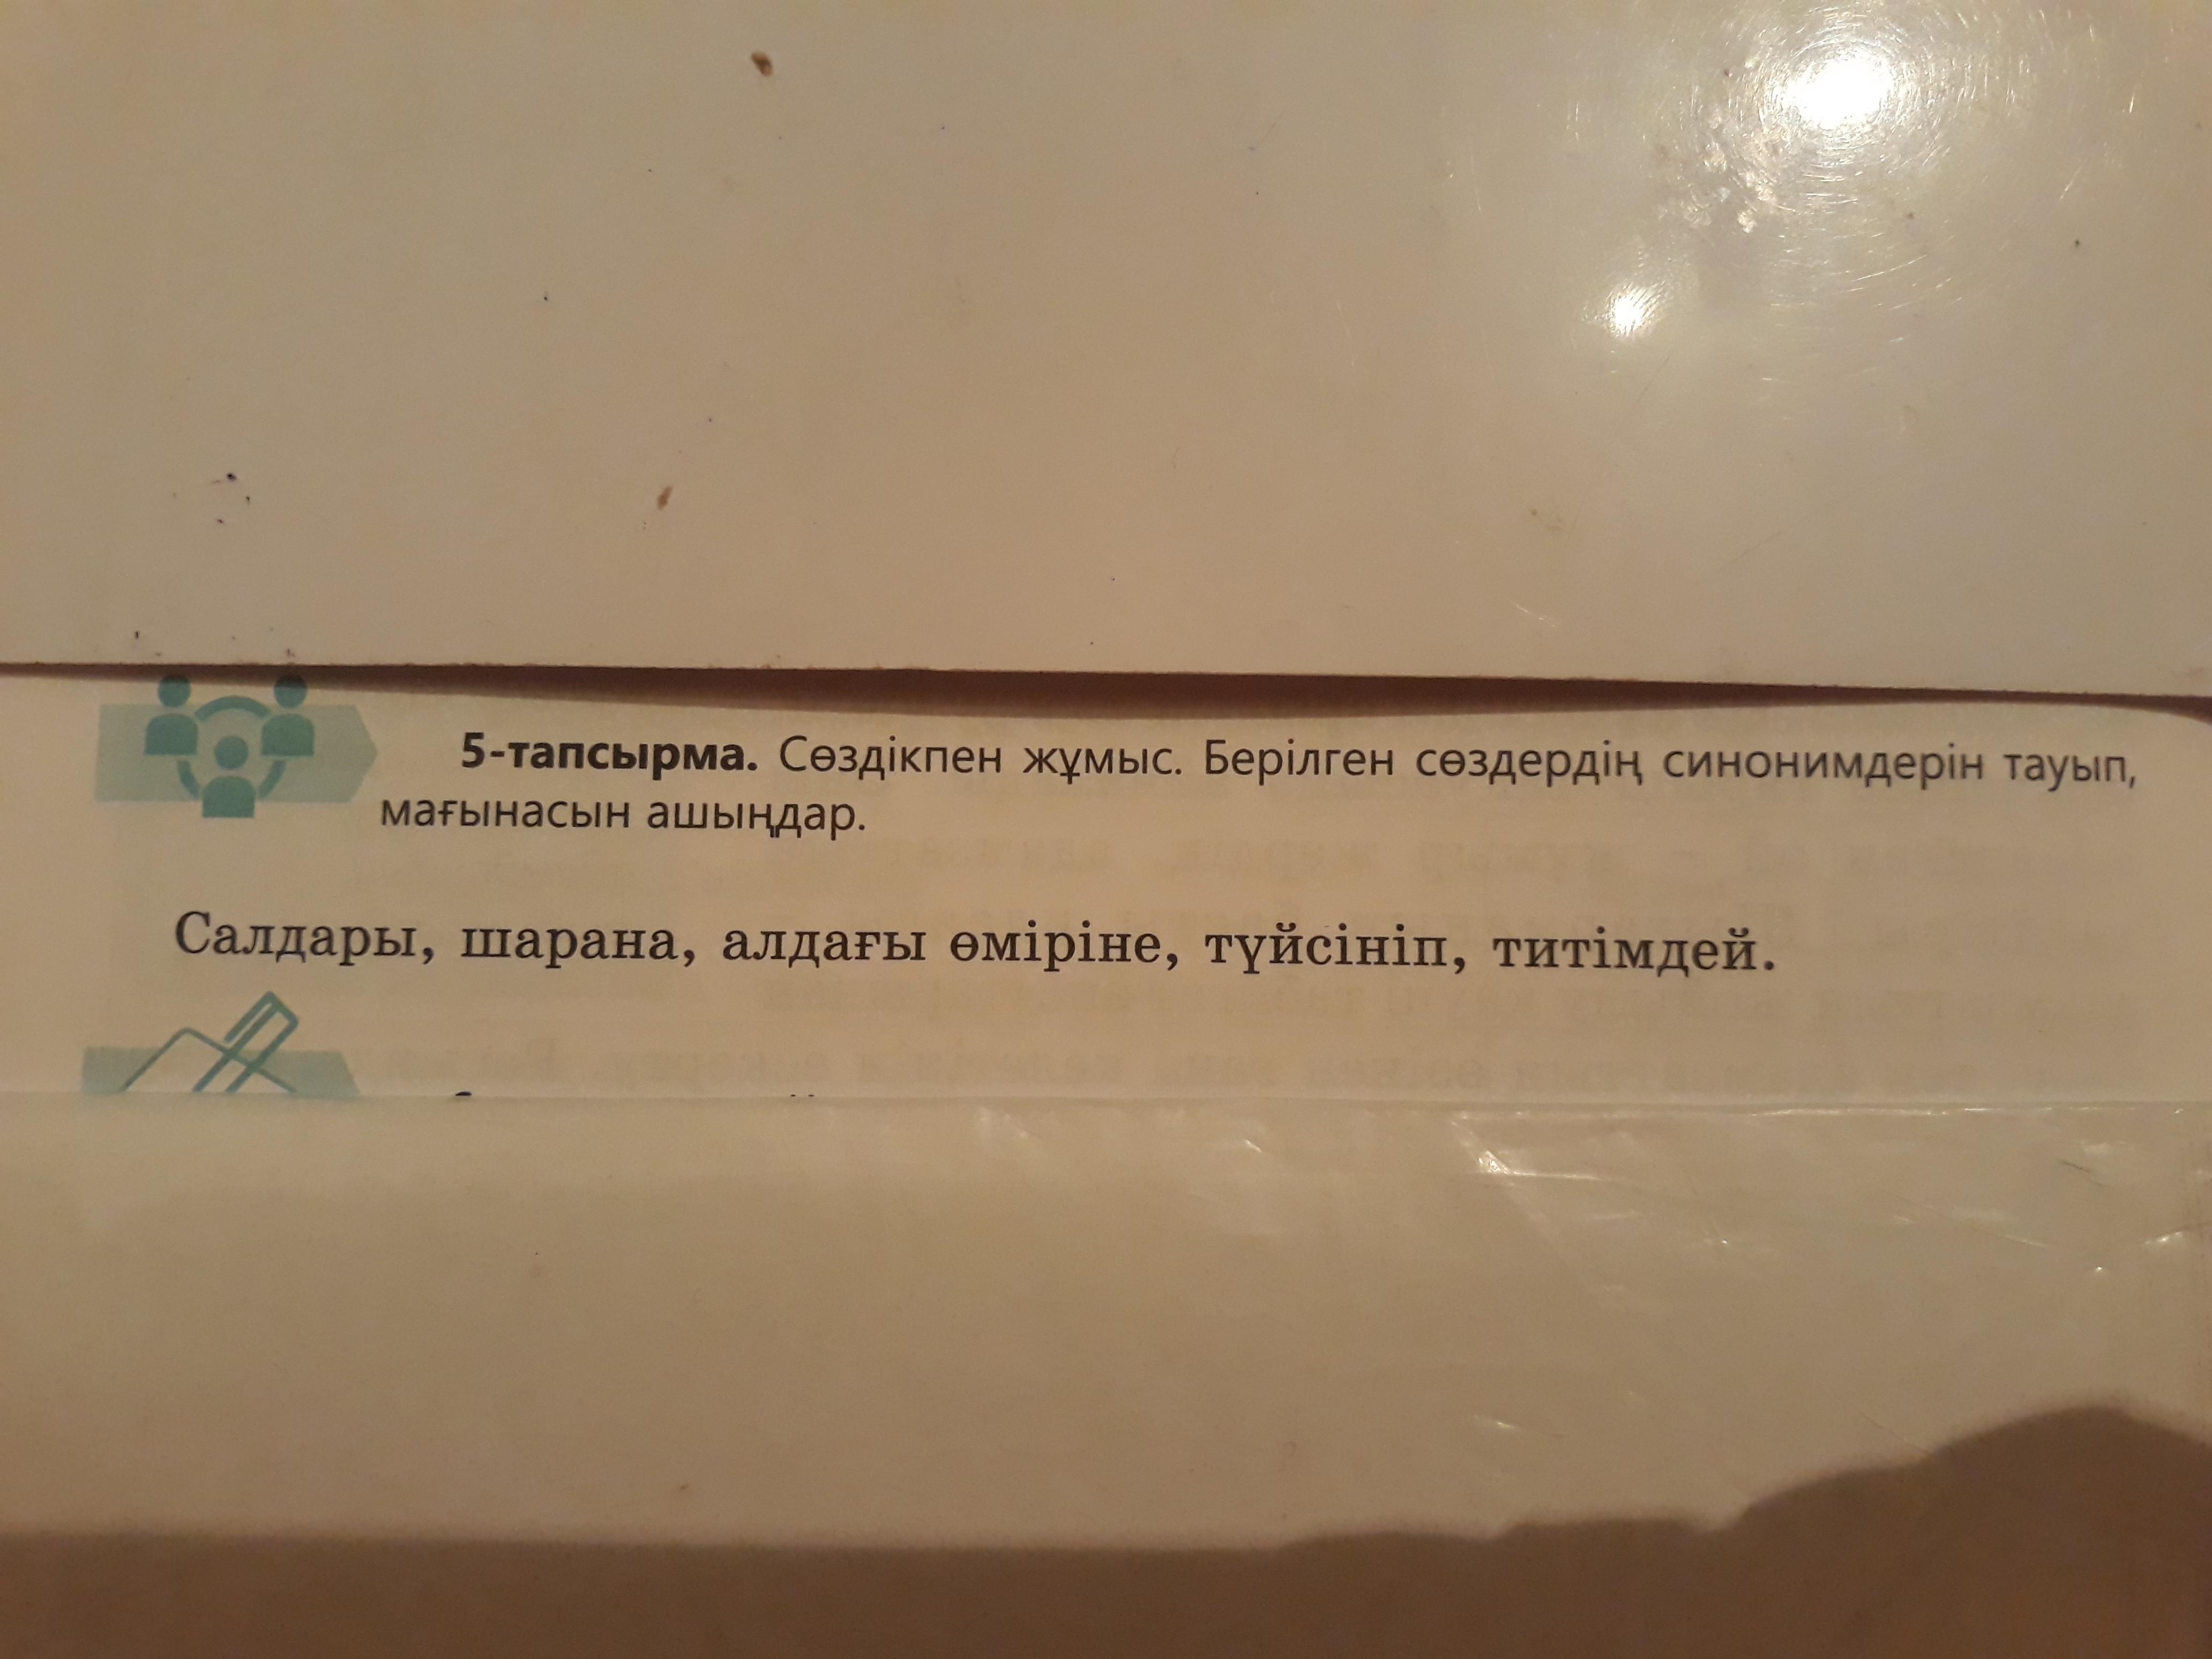 5-тапсырма. Сөздікпен жұмыс. Берілген сөздердің синонимдерін тауып,
мағынасын ашыңдар.
Салдары, шарана, алдағы өміріне, түйсініп, титімдей.